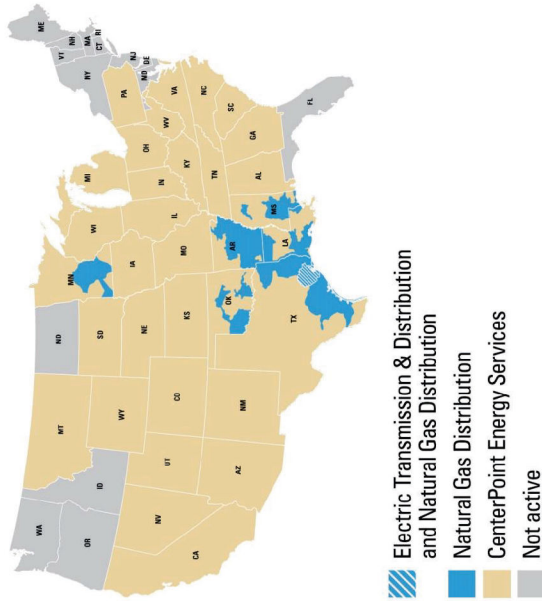 WA
MT
ND
MN
ME
VT
NH
MA
RI
CT
RY
OR
ID
SD
WI
MI
WY
IA
NE
PA
NJ
DE
ND
NV
UT
CO
KS
MO
IL
IN
OH
WV
VA
KY
CA
AZ
NM
OK
AR
TN
NC
SC
TX
LA
MS
AL
GA
FL
Electric Transmission & Distribution
and Natural Gas Distribution
Natural Gas Distribution
CenterPoint Energy Services
Not active